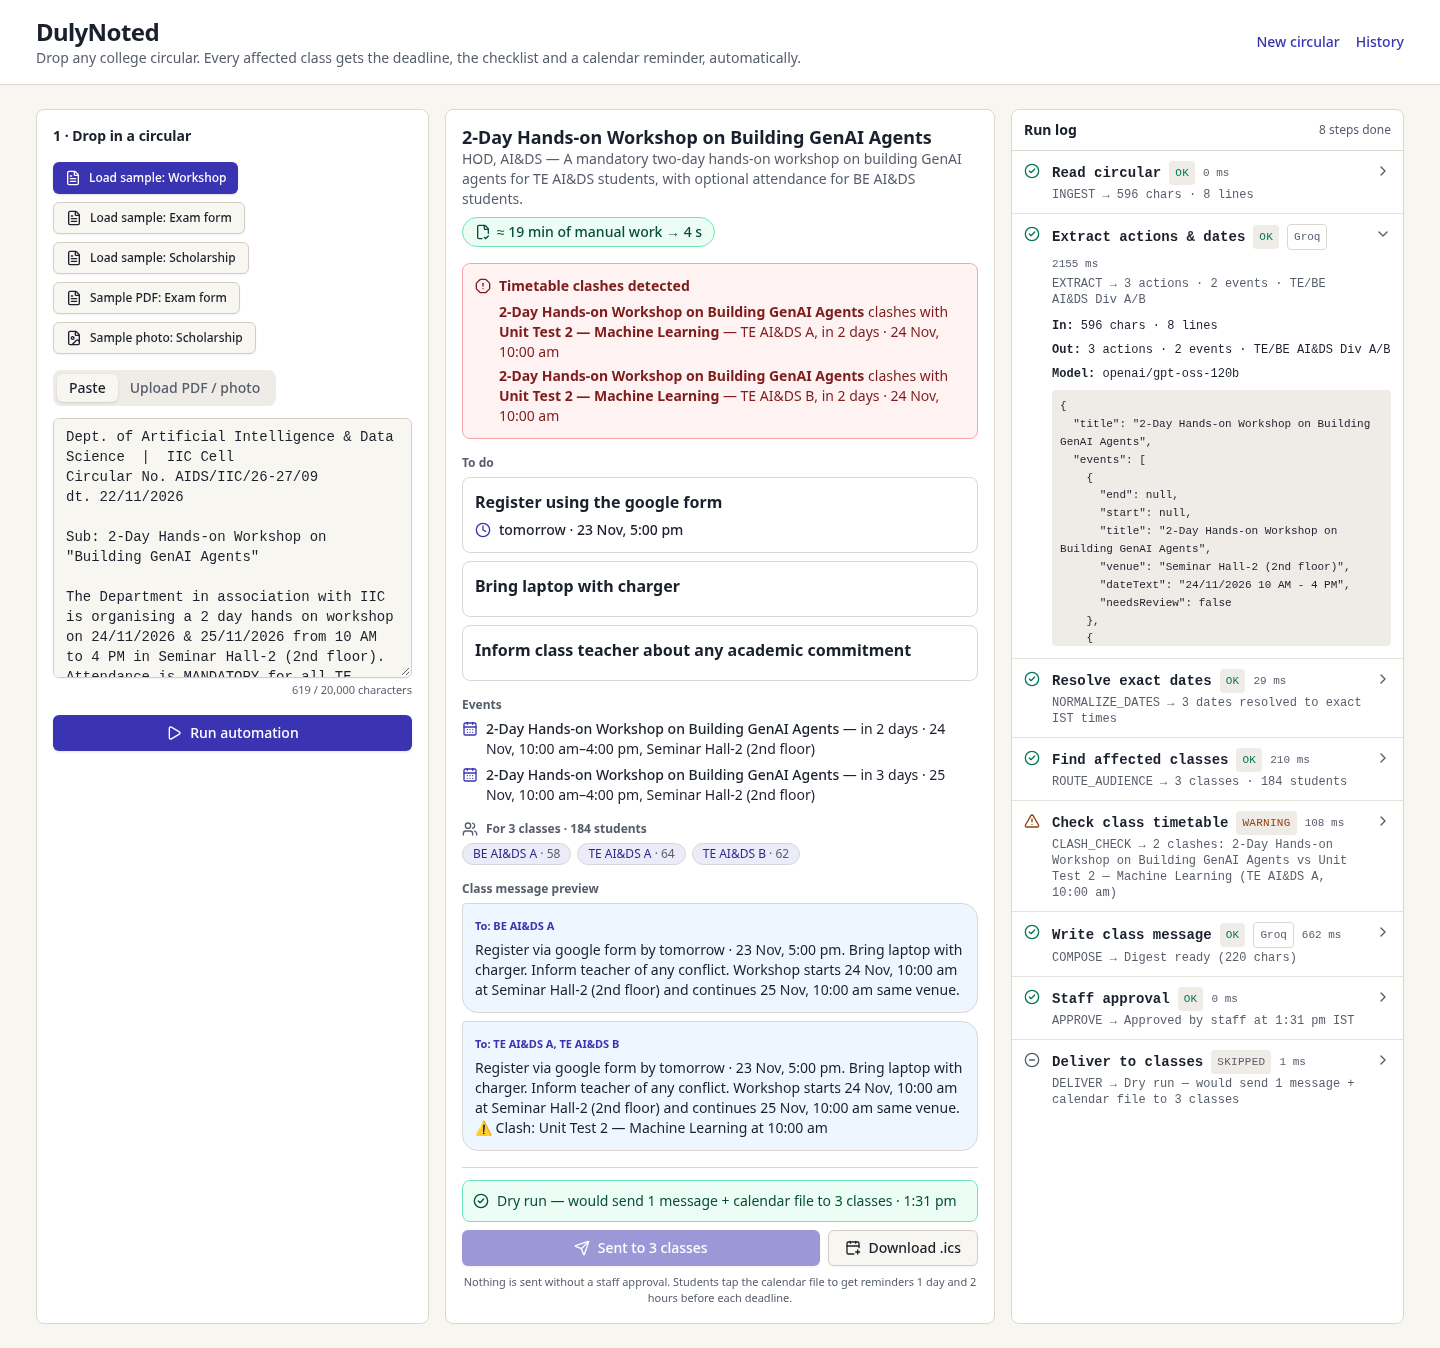 DulyNoted
Drop any college circular. Every affected class gets the deadline, the checklist and a calendar reminder, automatically.
New circular
History
1 · Drop in a circular
Load sample: Workshop
Load sample: Exam form
Load sample: Scholarship
Sample PDF: Exam form
Sample photo: Scholarship
Paste
Upload PDF / photo
Dept. of Artificial Intelligence & Data
Science | IIC Cell
Circular No. AIDS/IIC/26-27/09
dt. 22/11/2026
Sub: 2-Day Hands-on Workshop on
"Building GenAI Agents"
The Department in association with IIC
is organising a 2 day hands on workshop
on 24/11/2026 & 25/11/2026 from 10 AM
to 4 PM in Seminar Hall-2 (2nd floor).
Attendance is MANDATORY for all TE
619 / 20,000 characters
Run automation
2-Day Hands-on Workshop on Building GenAI Agents
HOD, AI&DS — A mandatory two-day hands-on workshop on building GenAI
agents for TE AI&DS students, with optional attendance for BE AI&DS
students.
≈ 19 min of manual work → 4 s
Timetable clashes detected
2-Day Hands-on Workshop on Building GenAI Agents clashes with
Unit Test 2 — Machine Learning — TE AI&DS A, in 2 days · 24 Nov,
10:00 am
2-Day Hands-on Workshop on Building GenAI Agents clashes with
Unit Test 2 — Machine Learning — TE AI&DS B, in 2 days · 24 Nov,
10:00 am
To do
Register using the google form
tomorrow · 23 Nov, 5:00 pm
Bring laptop with charger
Inform class teacher about any academic commitment
Events
2-Day Hands-on Workshop on Building GenAI Agents — in 2 days · 24
Nov, 10:00 am–4:00 pm, Seminar Hall-2 (2nd floor)
2-Day Hands-on Workshop on Building GenAI Agents — in 3 days · 25
Nov, 10:00 am–4:00 pm, Seminar Hall-2 (2nd floor)
For 3 classes · 184 students
BE AI&DS A · 58
TE AI&DS A · 64
TE AI&DS B · 62
Class message preview
To: BE AI&DS A
Register via google form by tomorrow · 23 Nov, 5:00 pm. Bring laptop with
charger. Inform teacher of any conflict. Workshop starts 24 Nov, 10:00 am
at Seminar Hall-2 (2nd floor) and continues 25 Nov, 10:00 am same venue.
To: TE AI&DS A, TE AI&DS B
Register via google form by tomorrow · 23 Nov, 5:00 pm. Bring laptop with
charger. Inform teacher of any conflict. Workshop starts 24 Nov, 10:00 am
at Seminar Hall-2 (2nd floor) and continues 25 Nov, 10:00 am same venue.
⚠️ Clash: Unit Test 2 — Machine Learning at 10:00 am
Dry run — would send 1 message + calendar file to 3 classes · 1:31 pm
Sent to 3 classes
Download .ics
Nothing is sent without a staff approval. Students tap the calendar file to get reminders 1 day and 2
hours before each deadline.
Run log
8 steps done
Read circular OK 0 ms
INGEST → 596 chars · 8 lines
Extract actions & dates OK Groq
2155 ms
EXTRACT → 3 actions · 2 events · TE/BE
AI&DS Div A/B
In: 596 chars · 8 lines
Out: 3 actions · 2 events · TE/BE AI&DS Div A/B
Model: openai/gpt-oss-120b
{
"title": "2-Day Hands-on Workshop on Building
GenAI Agents",
"events": [
{
"end": null,
"start": null,
"title": "2-Day Hands-on Workshop on
Building GenAI Agents",
"venue": "Seminar Hall-2 (2nd floor)",
"dateText": "24/11/2026 10 AM - 4 PM",
"needsReview": false
},
{
Resolve exact dates OK 29 ms
NORMALIZE_DATES → 3 dates resolved to exact
IST times
Find affected classes OK 210 ms
ROUTE_AUDIENCE → 3 classes · 184 students
Check class timetable WARNING 108 ms
CLASH_CHECK → 2 clashes: 2-Day Hands-on
Workshop on Building GenAI Agents vs Unit
Test 2 — Machine Learning (TE AI&DS A,
10:00 am)
Write class message OK Groq 662 ms
COMPOSE → Digest ready (220 chars)
Staff approval OK 0 ms
APPROVE → Approved by staff at 1:31 pm IST
Deliver to classes SKIPPED 1 ms
DELIVER → Dry run — would send 1 message +
calendar file to 3 classes